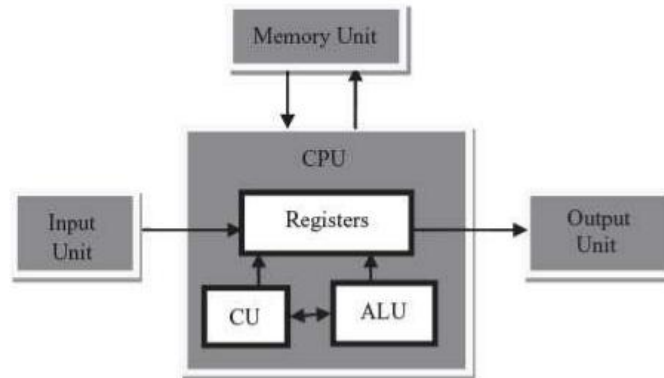 Memory Unit
CPU
Input
Unit
Registers
Output
Unit
CU
ALU